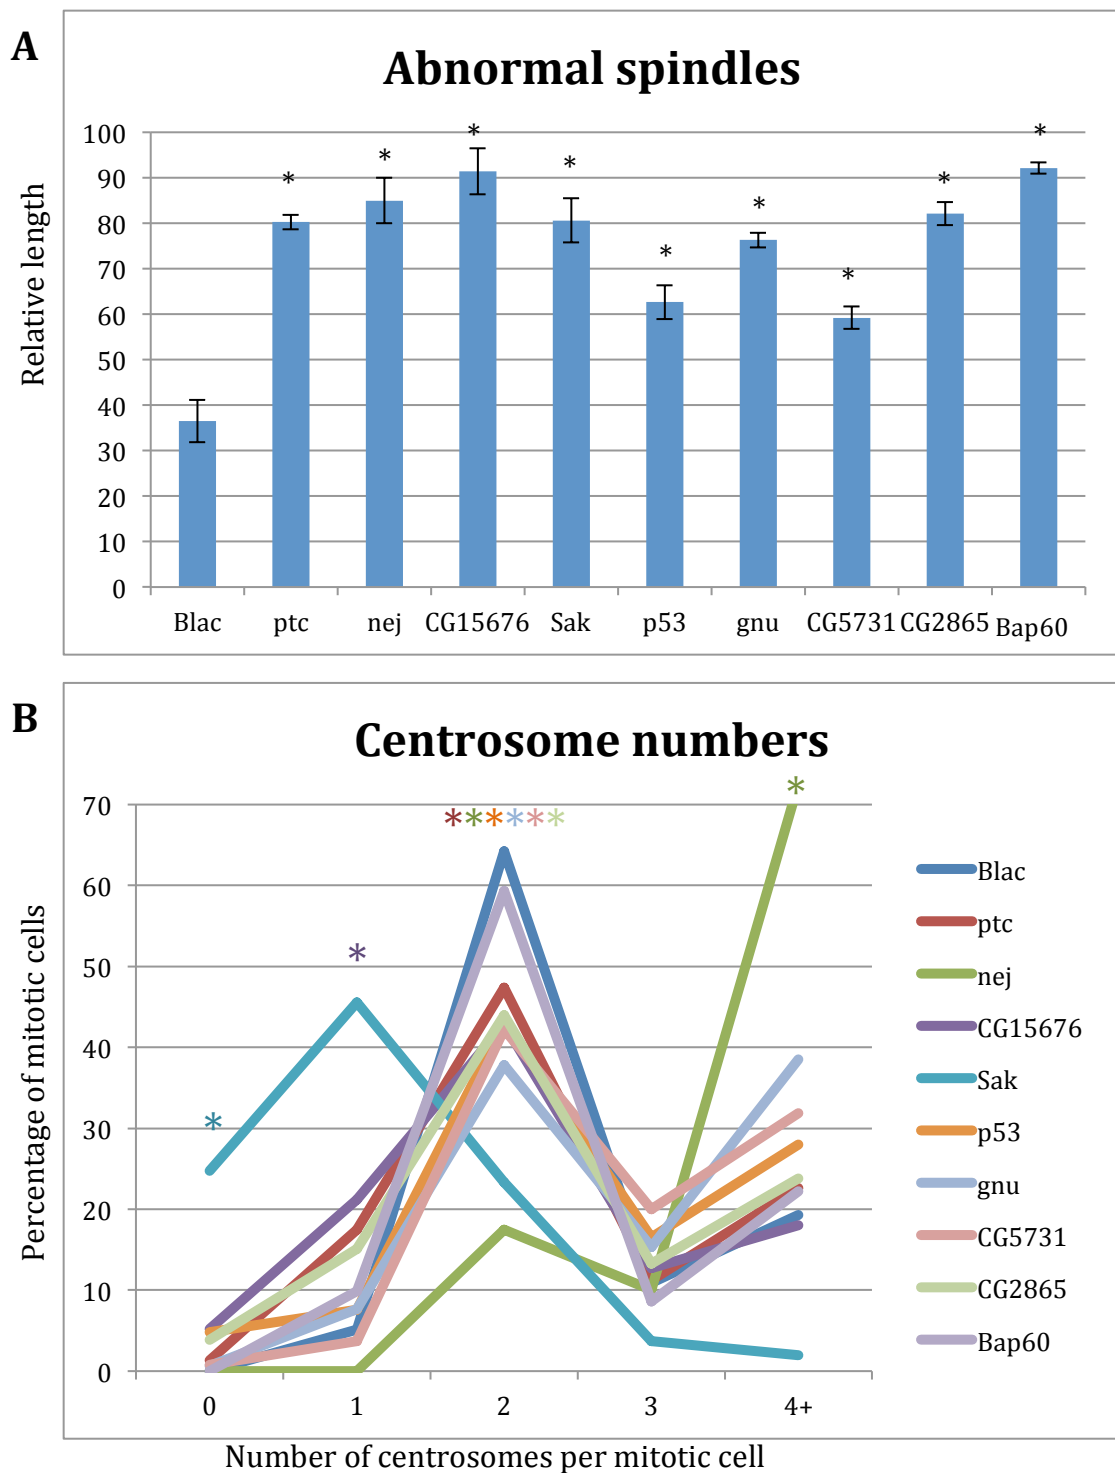 A
Abnormal spindles
Relative length
100
90
80
70
60
50
40
30
20
10
0
* * * * * * * * *
Blac ptc nej CG15676 Sak p53 gnu CG5731 CG2865 Bap60
B
Centrosome numbers
Percentage of mitotic cells
70
60
50
40
30
20
10
0
*
******
*
*
0 1 2 3 4+
Number of centrosomes per mitotic cell
Blac
ptc
nej
CG15676
Sak
p53
gnu
CG5731
CG2865
Bap60